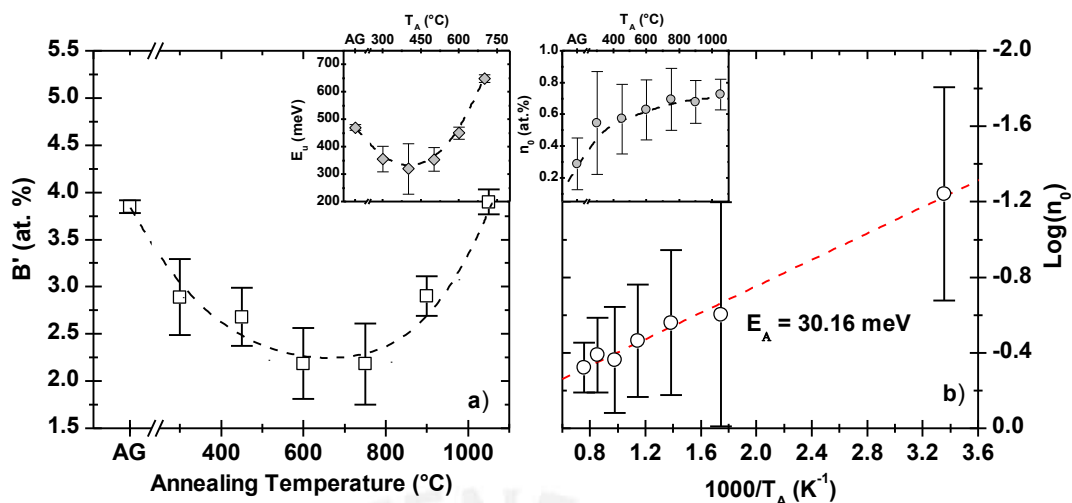 T_A (°C)
AG 300 450 600 750
700
600
500
400
300
200
E_u (meV)
5.5
5.0
4.5
4.0
3.5
3.0
2.5
2.0
1.5
B' (at. %)
a)
AG 400 600 800 1000
Annealing Temperature (°C)
T_A (°C)
AG 400 600 800 1000
1.0
0.8
0.6
0.4
0.2
n_0 (at.%)
-2.0
-1.6
-1.2
-0.8
-0.4
0.0
Log(n_0)
E_A = 30.16 meV
b)
0.8 1.2 1.6 2.0 2.4 2.8 3.2 3.6
1000/T_A (K^-1)